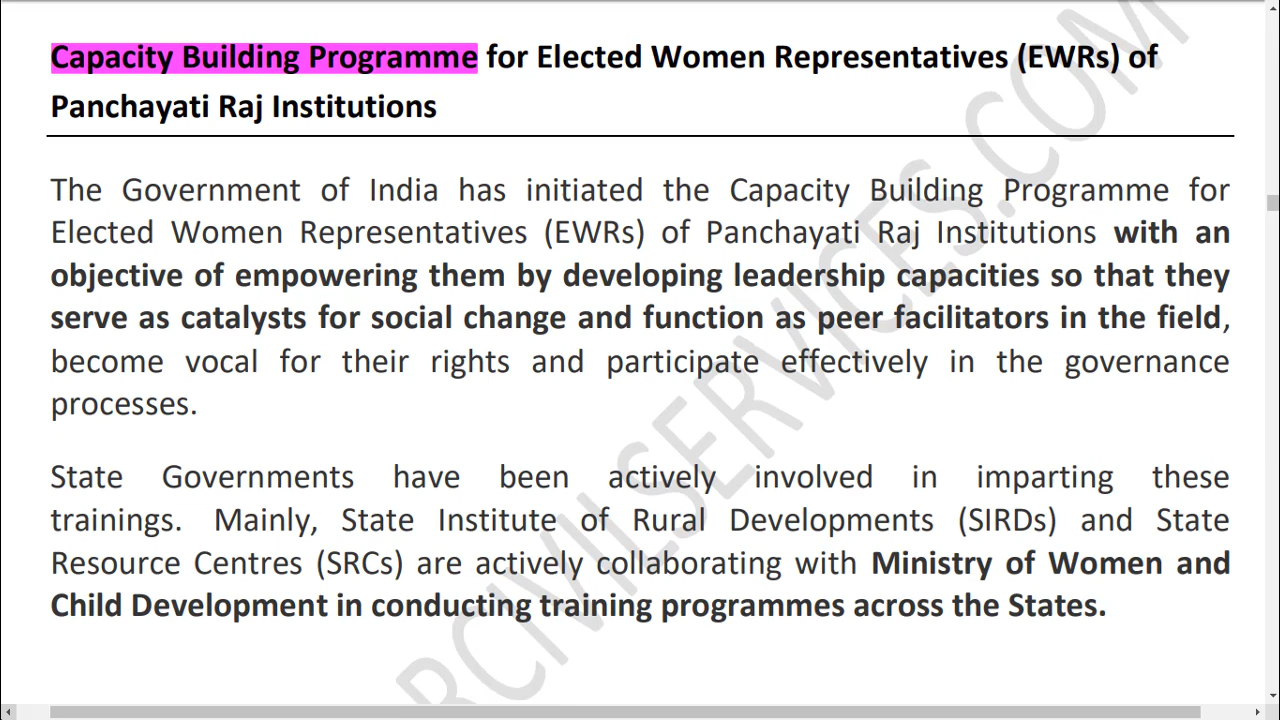 Capacity Building Programme for Elected Women Representatives (EWRs) of
Panchayati Raj Institutions
The Government of India has initiated the Capacity Building Programme for
Elected Women Representatives (EWRs) of Panchayati Raj Institutions with an
objective of empowering them by developing leadership capacities so that they
serve as catalysts for social change and function as peer facilitators in the field,
become vocal for their rights and participate effectively in the governance
processes.
State Governments have been actively involved in imparting these
trainings. Mainly, State Institute of Rural Developments (SIRDs) and State
Resource Centres (SRCs) are actively collaborating with Ministry of Women and
Child Development in conducting training programmes across the States.
RCIVILSERVICES.COM